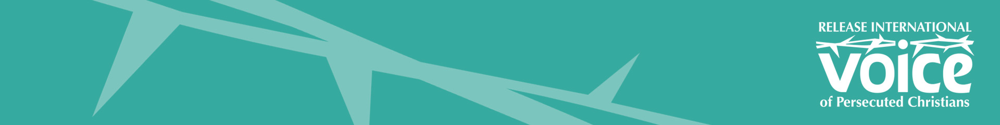 RELEASE INTERNATIONAL
voice
of Persecuted Christians